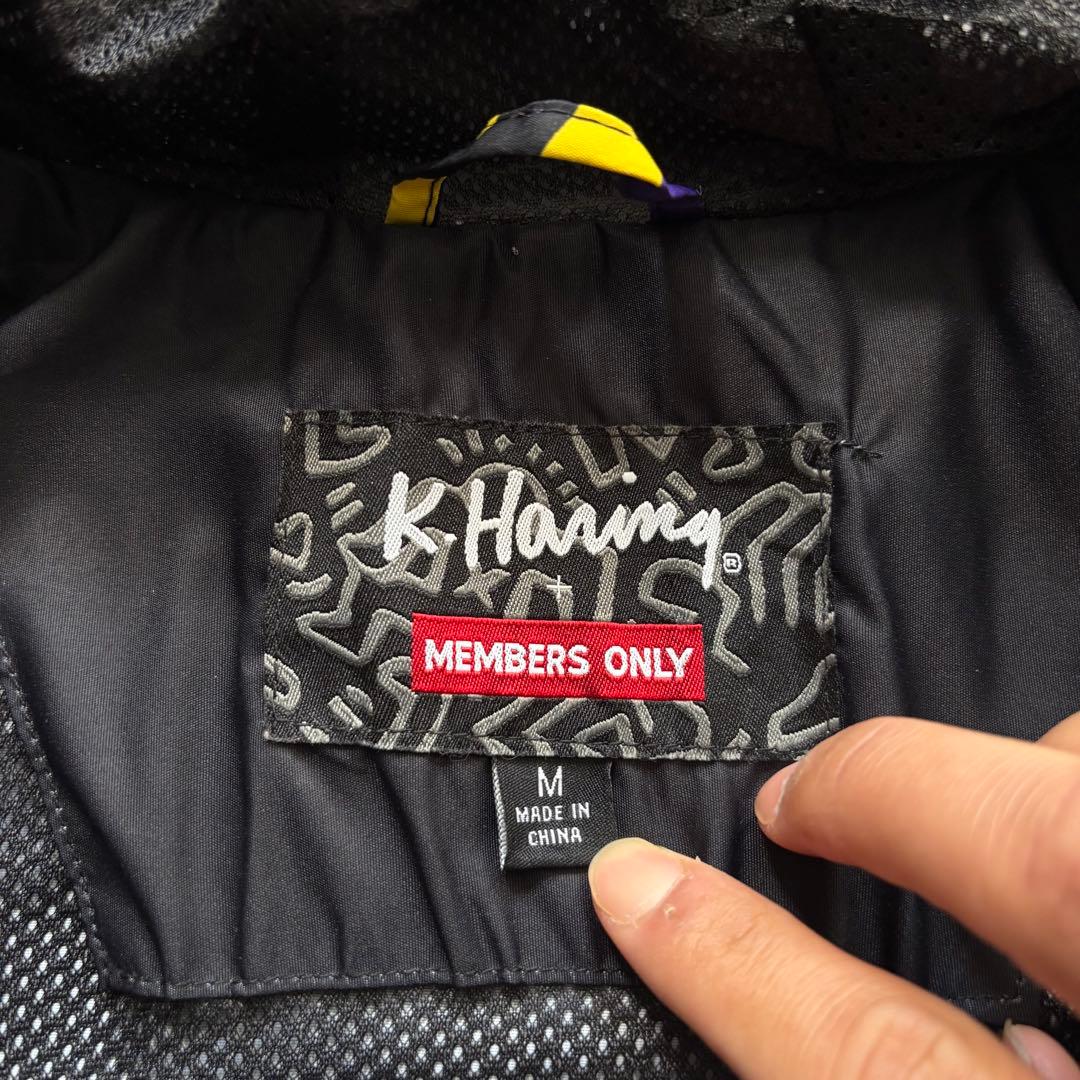 K. Haring®
+
MEMBERS ONLY
M
MADE IN
CHINA